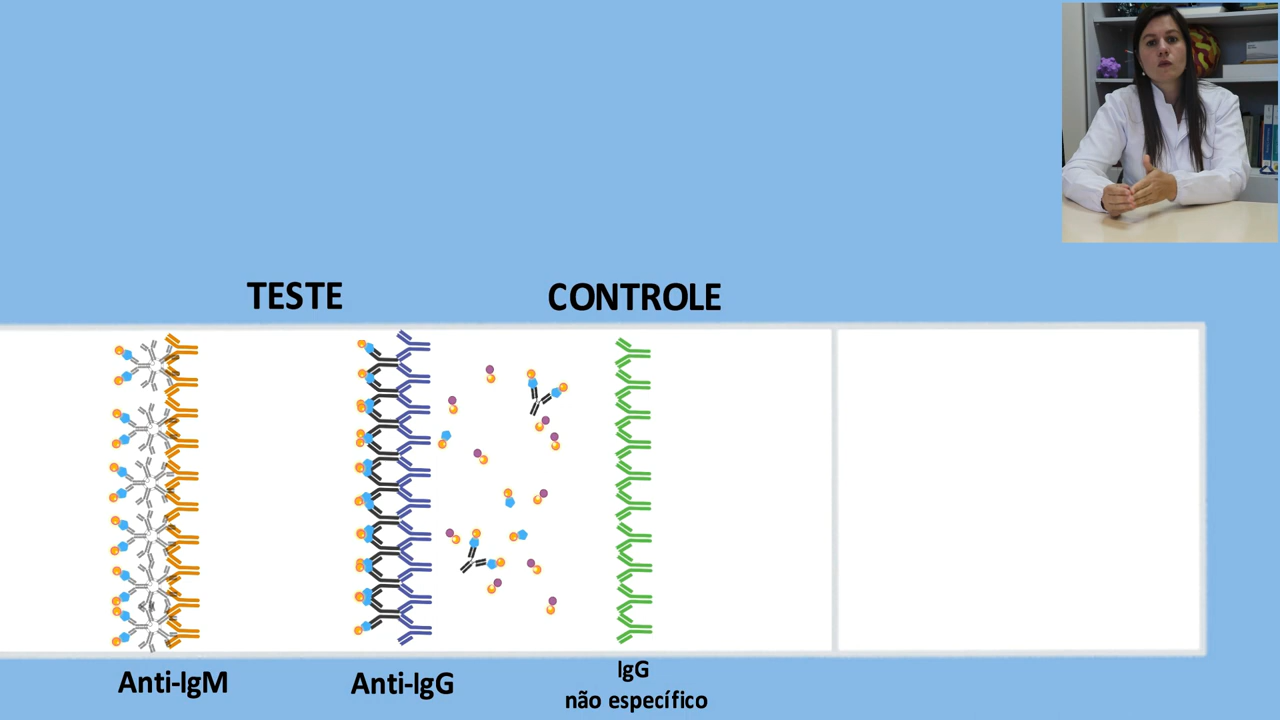 TESTE
CONTROLE
Anti-IgM
Anti-IgG
IgG
não específico